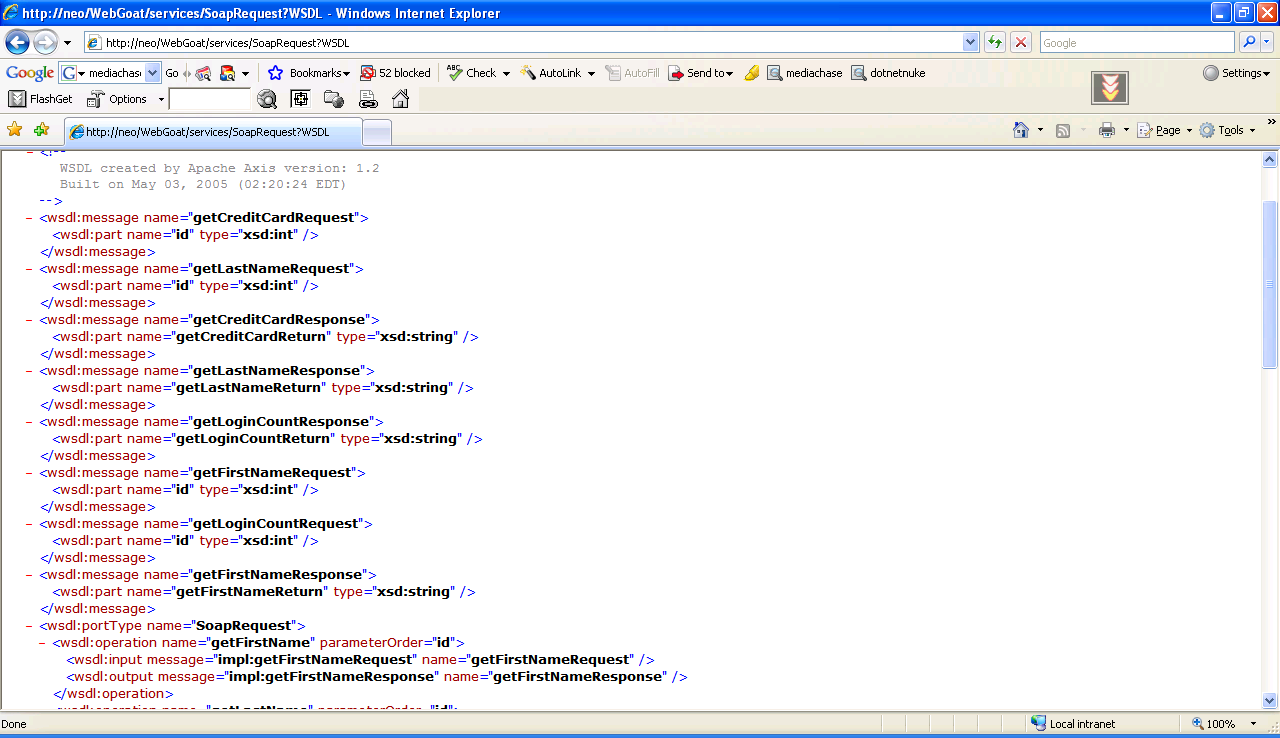 http://neo/WebGoat/services/SoapRequest?WSDL - Windows Internet Explorer
http://neo/WebGoat/services/SoapRequest?WSDL
Google
Google G mediachas Go Bookmarks 52 blocked ABC Check AutoLink AutoFill Send to mediachase dotnetnuke Settings
FlashGet Options
http://neo/WebGoat/services/SoapRequest?WSDL Page Tools »
- <!--
WSDL created by Apache Axis version: 1.2
Built on May 03, 2005 (02:20:24 EDT)
-->
- <wsdl:message name="getCreditCardRequest">
<wsdl:part name="id" type="xsd:int" />
</wsdl:message>
- <wsdl:message name="getLastNameRequest">
<wsdl:part name="id" type="xsd:int" />
</wsdl:message>
- <wsdl:message name="getCreditCardResponse">
<wsdl:part name="getCreditCardReturn" type="xsd:string" />
</wsdl:message>
- <wsdl:message name="getLastNameResponse">
<wsdl:part name="getLastNameReturn" type="xsd:string" />
</wsdl:message>
- <wsdl:message name="getLoginCountResponse">
<wsdl:part name="getLoginCountReturn" type="xsd:string" />
</wsdl:message>
- <wsdl:message name="getFirstNameRequest">
<wsdl:part name="id" type="xsd:int" />
</wsdl:message>
- <wsdl:message name="getLoginCountRequest">
<wsdl:part name="id" type="xsd:int" />
</wsdl:message>
- <wsdl:message name="getFirstNameResponse">
<wsdl:part name="getFirstNameReturn" type="xsd:string" />
</wsdl:message>
- <wsdl:portType name="SoapRequest">
- <wsdl:operation name="getFirstName" parameterOrder="id">
<wsdl:input message="impl:getFirstNameRequest" name="getFirstNameRequest" />
<wsdl:output message="impl:getFirstNameResponse" name="getFirstNameResponse" />
</wsdl:operation>
- <wsdl:operation name="getLastName" parameterOrder="id">
Done Local intranet 100%